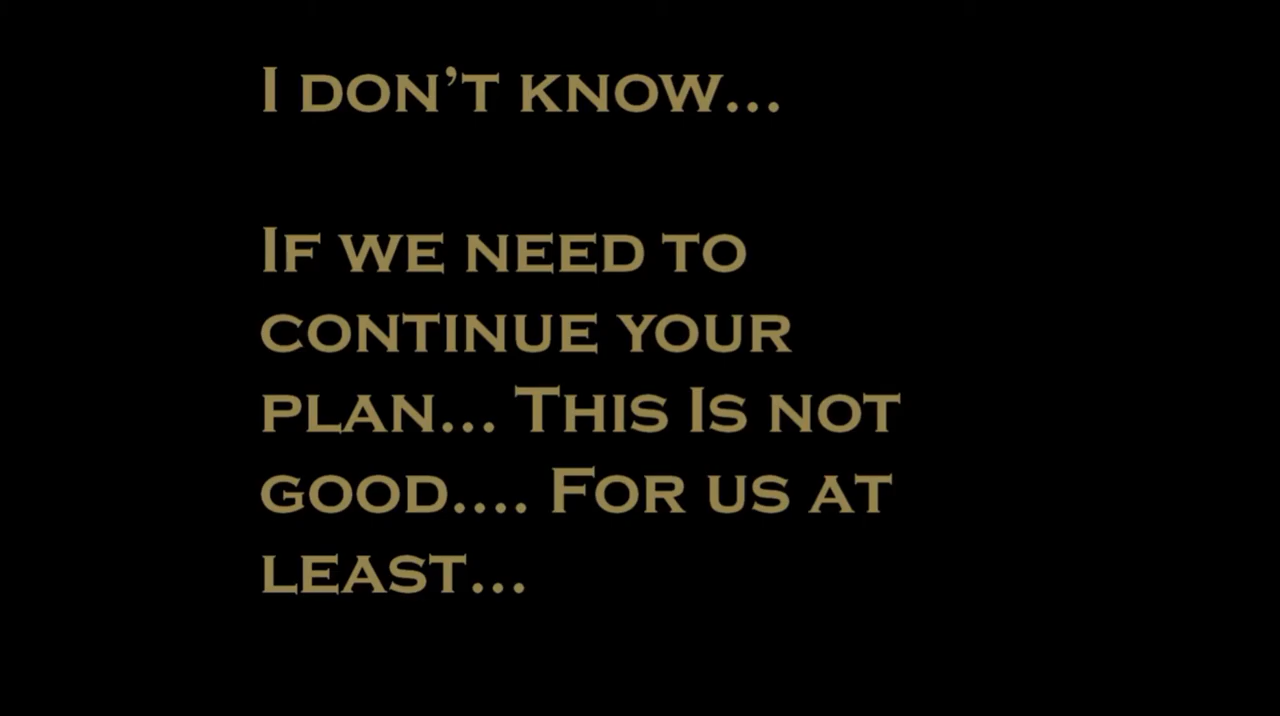 I don’t know...
If we need to
continue your
plan... This Is not
good.... For us at
least...